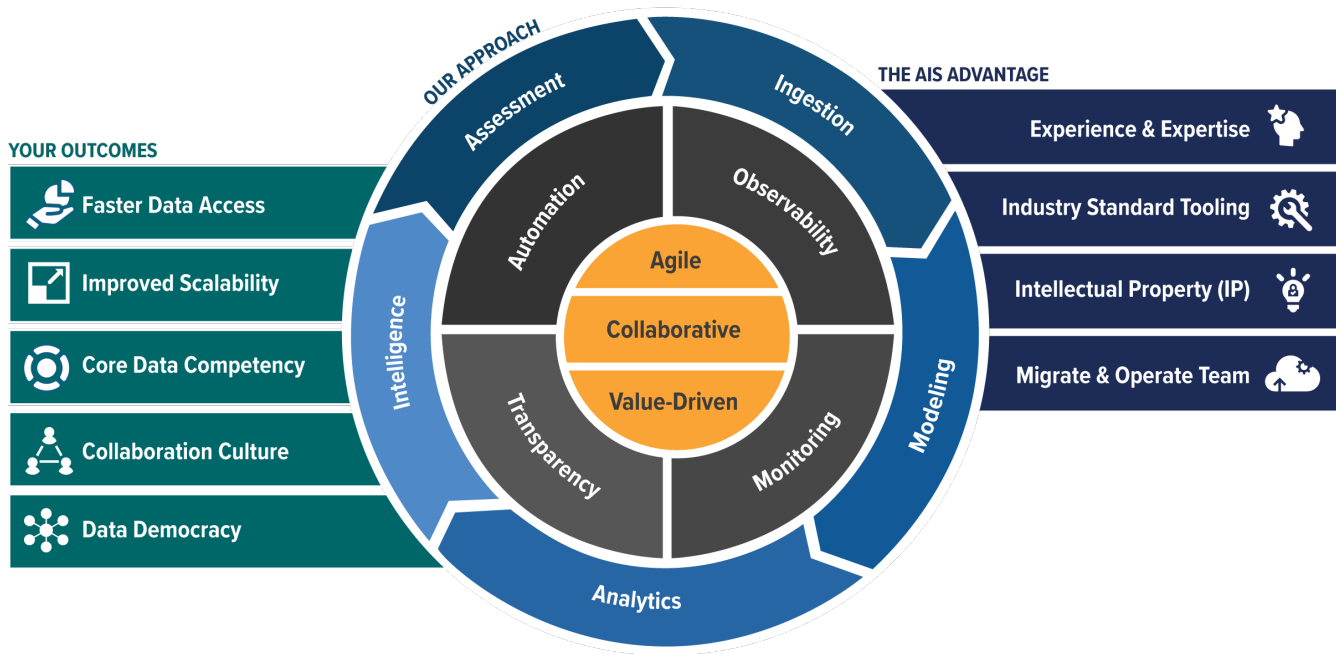 OUR APPROACH
Assessment
Ingestion
Modeling
Analytics
Intelligence
Automation
Observability
Monitoring
Transparency
Agile
Collaborative
Value-Driven
YOUR OUTCOMES
Faster Data Access
Improved Scalability
Core Data Competency
Collaboration Culture
Data Democracy
THE AIS ADVANTAGE
Experience & Expertise
Industry Standard Tooling
Intellectual Property (IP)
Migrate & Operate Team